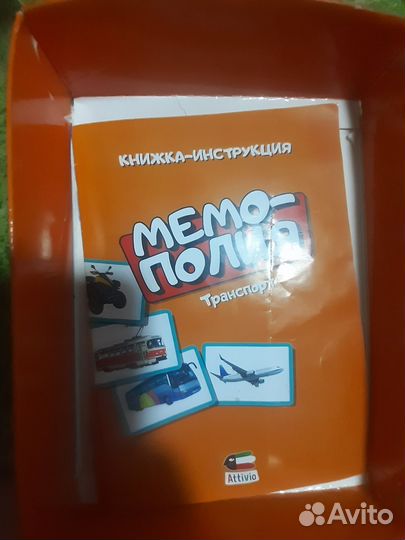 КНИЖКА-ИНСТРУКЦИЯ
МЕМО-
ПОЛИЯ
Транспорт
Attivio
Avito